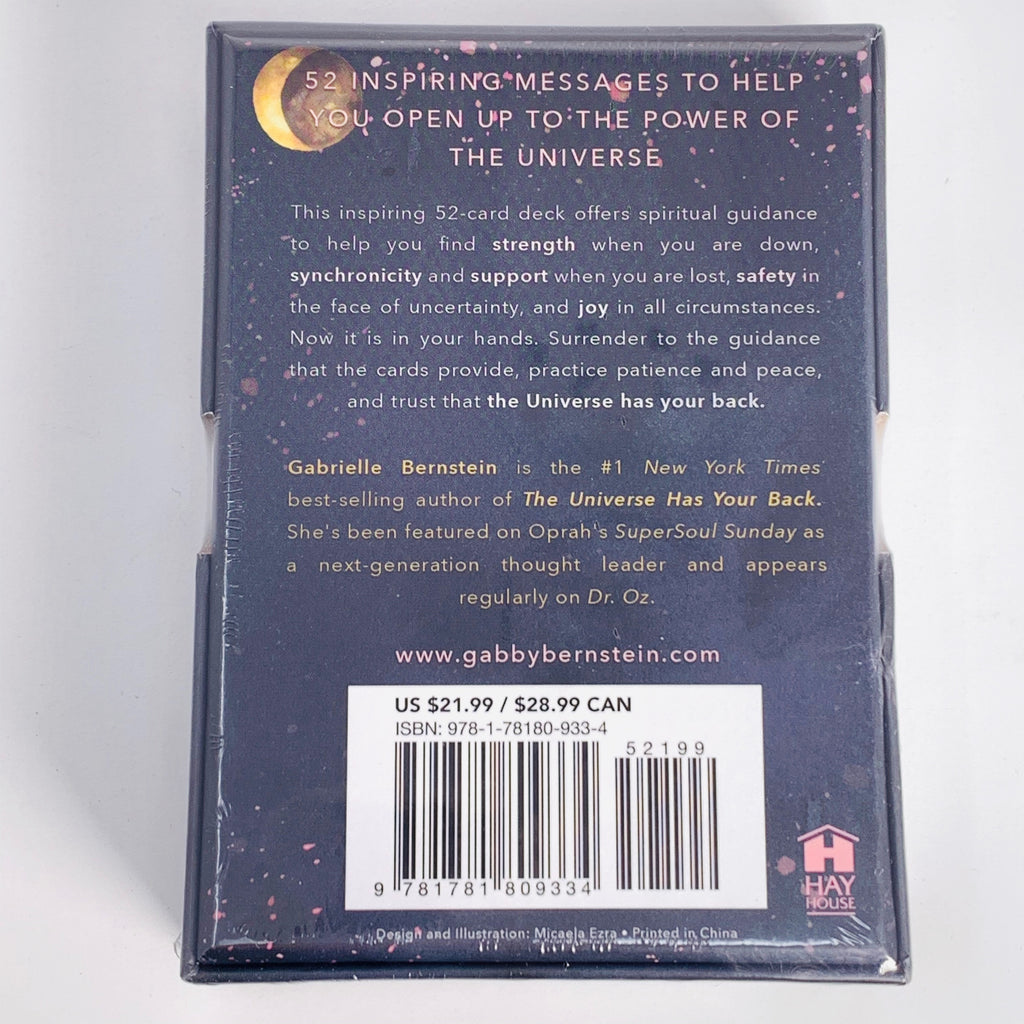 52 INSPIRING MESSAGES TO HELP
YOU OPEN UP TO THE POWER OF
THE UNIVERSE
This inspiring 52-card deck offers spiritual guidance
to help you find strength when you are down,
synchronicity and support when you are lost, safety in
the face of uncertainty, and joy in all circumstances.
Now it is in your hands. Surrender to the guidance
that the cards provide, practice patience and peace,
and trust that the Universe has your back.
Gabrielle Bernstein is the #1 New York Times
best-selling author of The Universe Has Your Back.
She's been featured on Oprah's SuperSoul Sunday as
a next-generation thought leader and appears
regularly on Dr. Oz.
www.gabbybernstein.com
US $21.99 / $28.99 CAN
ISBN: 978-1-78180-933-4
52199
9 781781 809334
HAY
HOUSE
Design and Illustration: Micaela Ezra • Printed in China